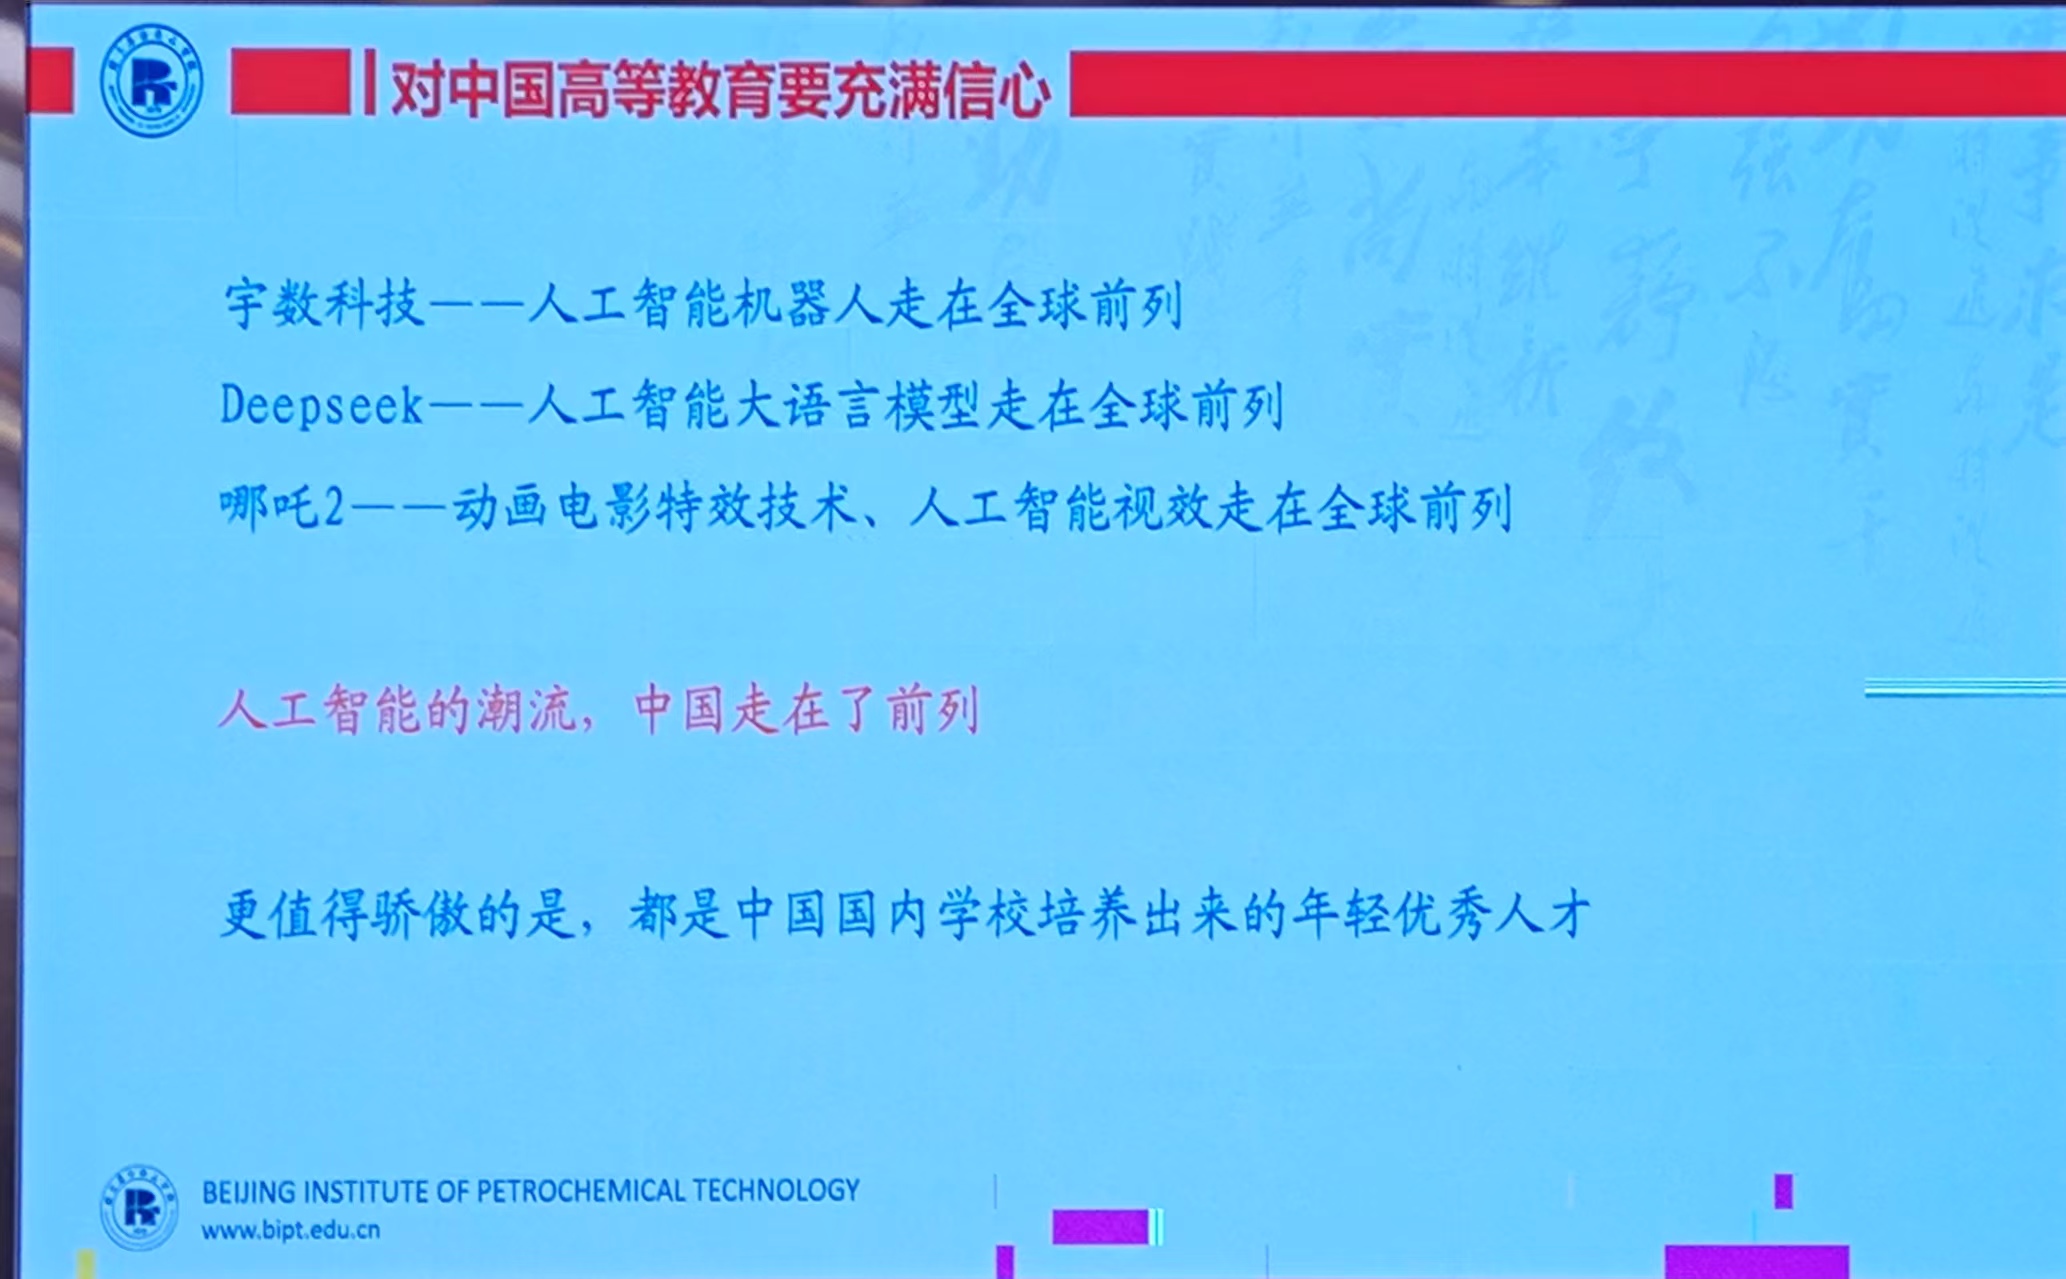 对中国高等教育要充满信心
宇数科技——人工智能机器人走在全球前列
Deepseek——人工智能大语言模型走在全球前列
哪吒2——动画电影特效技术、人工智能视效走在全球前列
人工智能的潮流，中国走在了前列
更值得骄傲的是，都是中国国内学校培养出来的年轻优秀人才
BEIJING INSTITUTE OF PETROCHEMICAL TECHNOLOGY
www.bipt.edu.cn